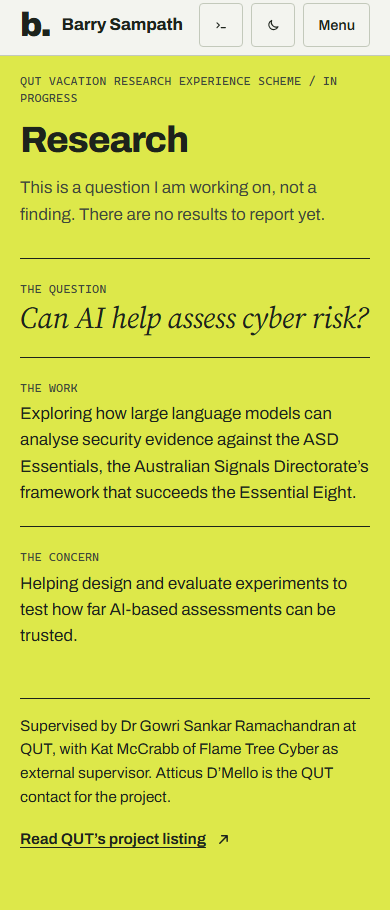 b. Barry Sampath >_ Menu
QUT VACATION RESEARCH EXPERIENCE SCHEME / IN
PROGRESS
Research
This is a question I am working on, not a
finding. There are no results to report yet.
THE QUESTION
Can AI help assess cyber risk?
THE WORK
Exploring how large language models can
analyse security evidence against the ASD
Essentials, the Australian Signals Directorate’s
framework that succeeds the Essential Eight.
THE CONCERN
Helping design and evaluate experiments to
test how far AI-based assessments can be
trusted.
Supervised by Dr Gowri Sankar Ramachandran at
QUT, with Kat McCrabb of Flame Tree Cyber as
external supervisor. Atticus D’Mello is the QUT
contact for the project.
Read QUT’s project listing ↗